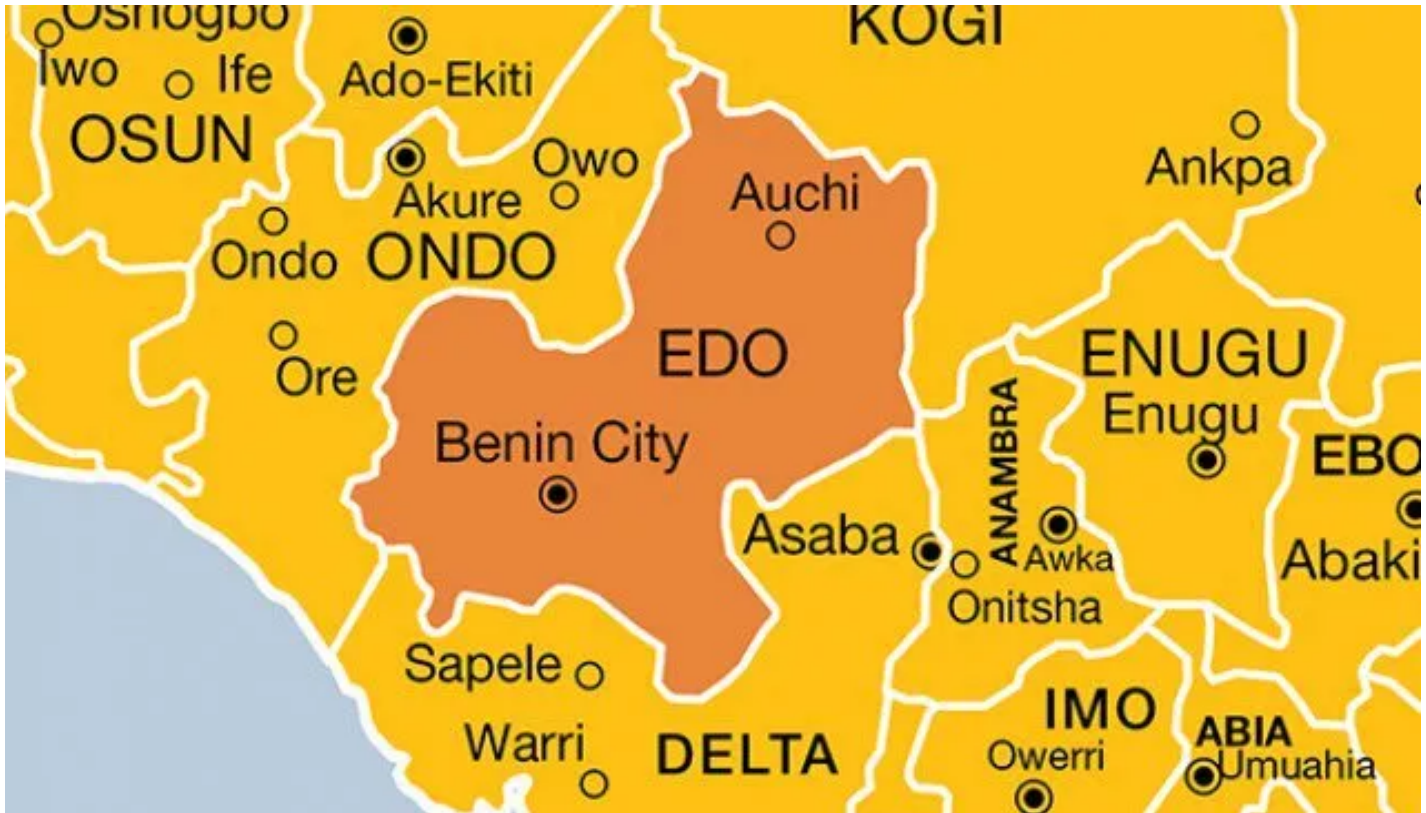 Oshogbo
KOGI
Iwo
Ife
Ado-Ekiti
OSUN
Owo
Ankpa
Akure
Auchi
Ondo
ONDO
EDO
ENUGU
Ore
Enugu
Benin City
ANAMBRA
EBO
Asaba
Awka
Abaki
Onitsha
Sapele
IMO
Warri
DELTA
ABIA
Owerri
Umuahia